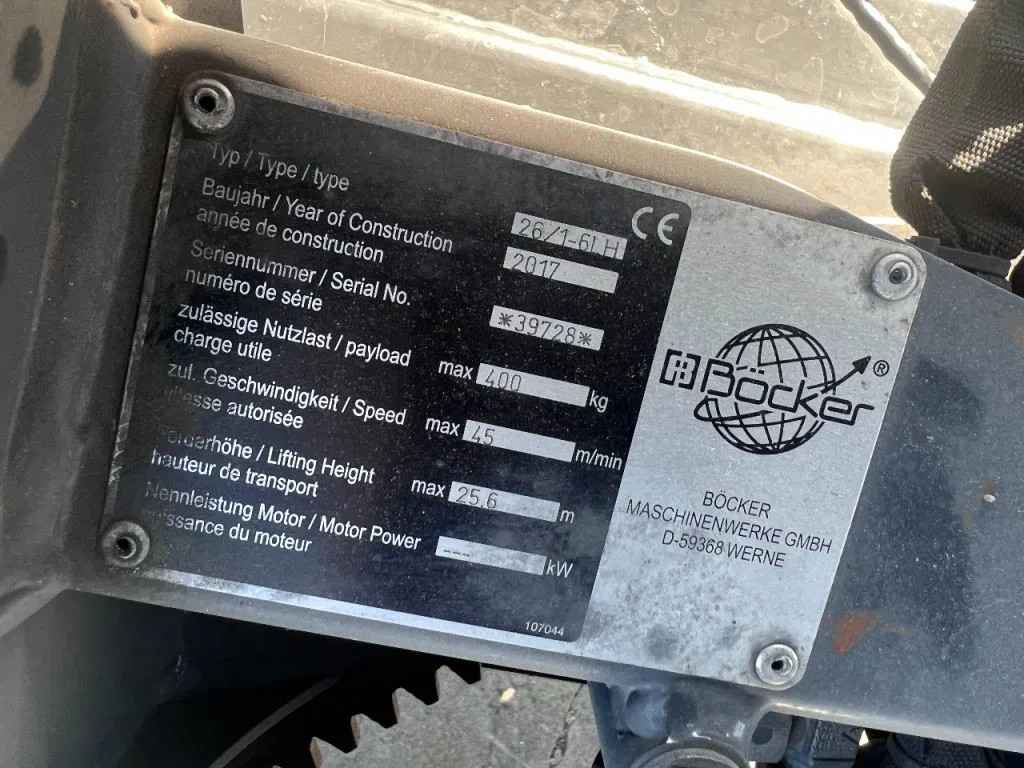 Typ / Type / type 26/1-6LH CE
Baujahr / Year of Construction 2017
année de construction
Seriennummer / Serial No. *39728*
numéro de série
zulässige Nutzlast / payload max 400 kg
charge utile
zul. Geschwindigkeit / Speed max 45 m/min
autorisée
/ Lifting Height max 25.6 m
hauteur de transport
Nennleistung Motor / Motor Power --- kW
du moteur
107044
Böcker ®
BÖCKER
MASCHINENWERKE GMBH
D-59368 WERNE